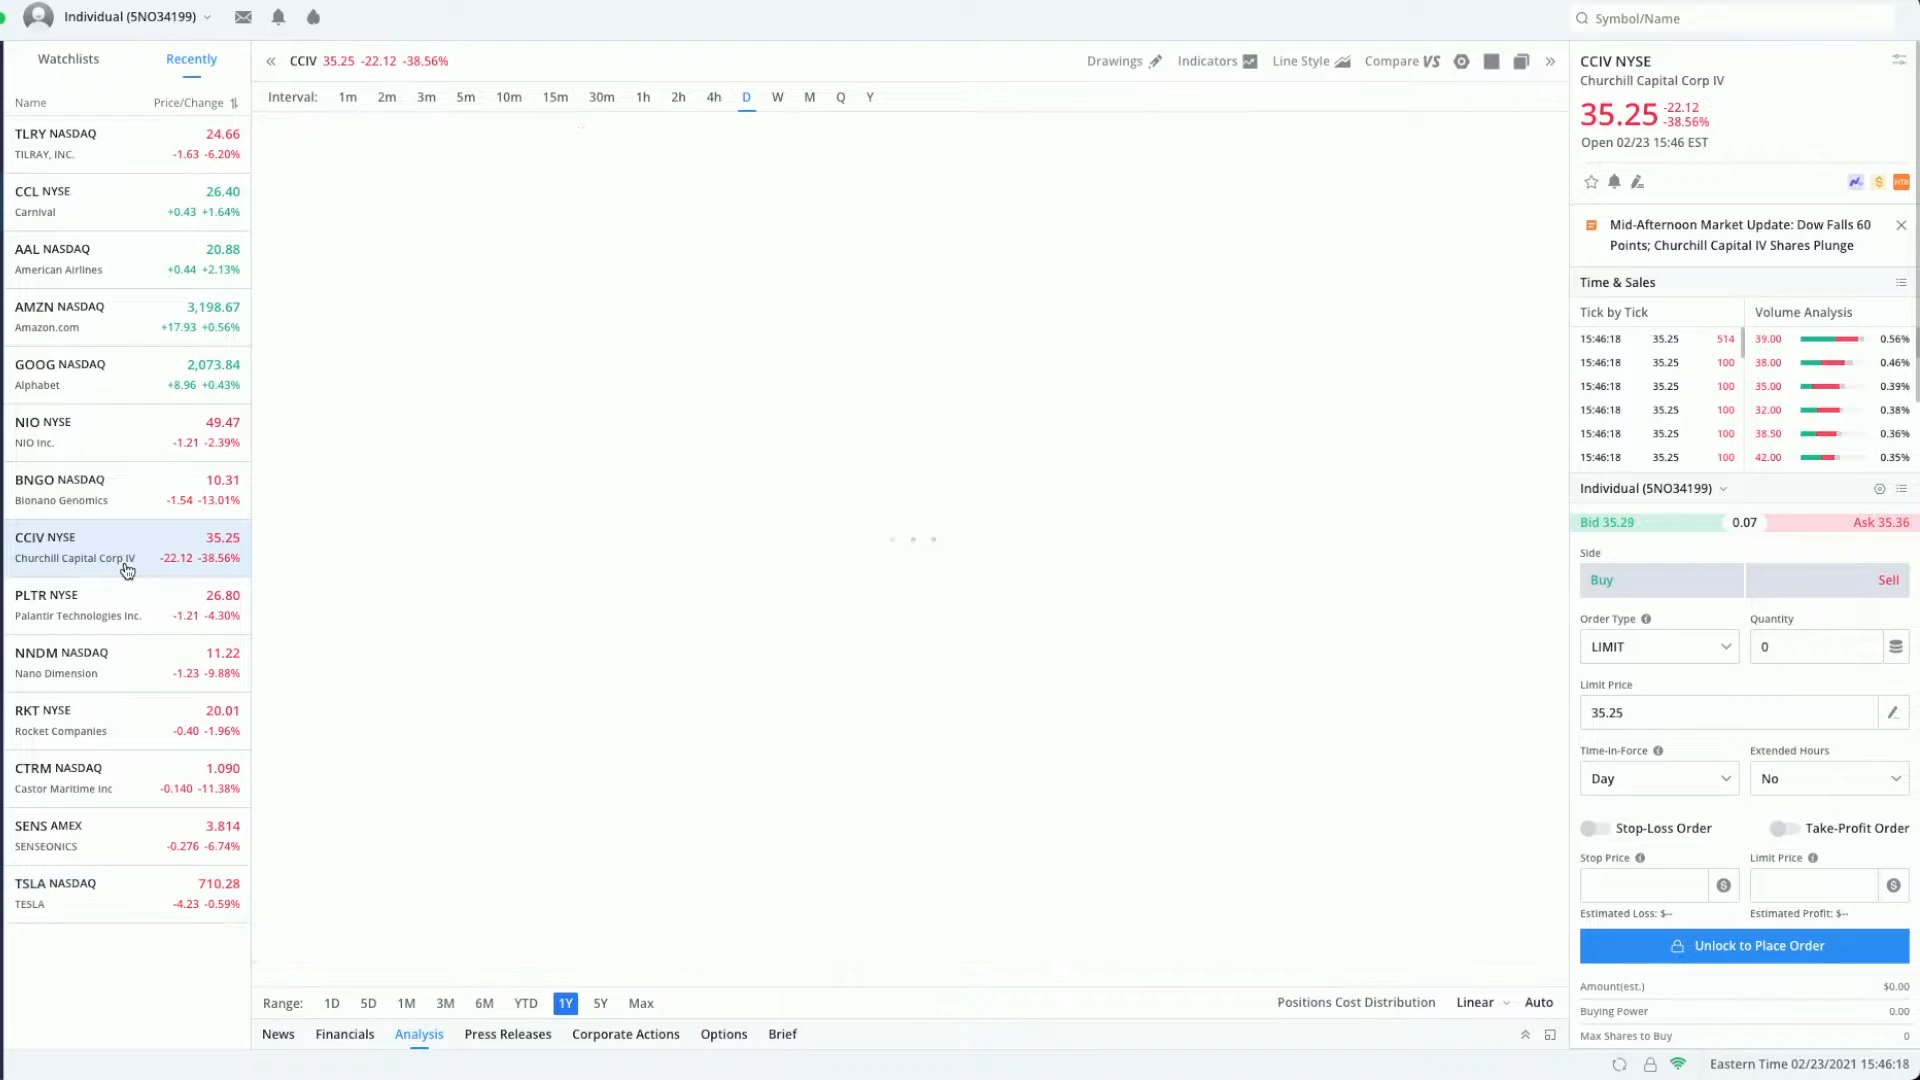 Individual (5NO34199)
Symbol/Name
Watchlists Recently
Name Price/Change
TLRY NASDAQ 24.66
TILRAY, INC. -1.63 -6.20%
CCL NYSE 26.40
Carnival +0.43 +1.64%
AAL NASDAQ 20.88
American Airlines +0.44 +2.13%
AMZN NASDAQ 3,198.67
Amazon.com +17.93 +0.56%
GOOG NASDAQ 2,073.84
Alphabet +8.96 +0.43%
NIO NYSE 49.47
NIO Inc. -1.21 -2.39%
BNGO NASDAQ 10.31
Bionano Genomics -1.54 -13.01%
CCIV NYSE 35.25
Churchill Capital Corp IV -22.12 -38.56%
PLTR NYSE 26.80
Palantir Technologies Inc. -1.21 -4.30%
NNDM NASDAQ 11.22
Nano Dimension -1.23 -9.88%
RKT NYSE 20.01
Rocket Companies -0.40 -1.96%
CTRM NASDAQ 1.090
Castor Maritime Inc -0.140 -11.38%
SENS AMEX 3.814
SENSEONICS -0.276 -6.74%
TSLA NASDAQ 710.28
TESLA -4.23 -0.59%
CCIV 35.25 -22.12 -38.56%
Drawings Indicators Line Style Compare VS
Interval: 1m 2m 3m 5m 10m 15m 30m 1h 2h 4h D W M Q Y
Range: 1D 5D 1M 3M 6M YTD 1Y 5Y Max
Positions Cost Distribution Linear Auto
News Financials Analysis Press Releases Corporate Actions Options Brief
CCIV NYSE
Churchill Capital Corp IV
35.25 -22.12
-38.56%
Open 02/23 15:46 EST
Mid-Afternoon Market Update: Dow Falls 60
Points; Churchill Capital IV Shares Plunge
Time & Sales
Tick by Tick Volume Analysis
15:46:18 35.25 514 39.00 0.56%
15:46:18 35.25 100 38.00 0.46%
15:46:18 35.25 100 35.00 0.39%
15:46:18 35.25 100 32.00 0.38%
15:46:18 35.25 100 38.50 0.36%
15:46:18 35.25 100 42.00 0.35%
Individual (5NO34199)
Bid 35.29 0.07 Ask 35.36
Side
Buy Sell
Order Type Quantity
LIMIT 0
Limit Price
35.25
Time-In-Force Extended Hours
Day No
Stop-Loss Order Take-Profit Order
Stop Price Limit Price
Estimated Loss: $-- Estimated Profit: $--
Unlock to Place Order
Amount(est.) $0.00
Buying Power 0.00
Max Shares to Buy 0
Eastern Time 02/23/2021 15:46:18